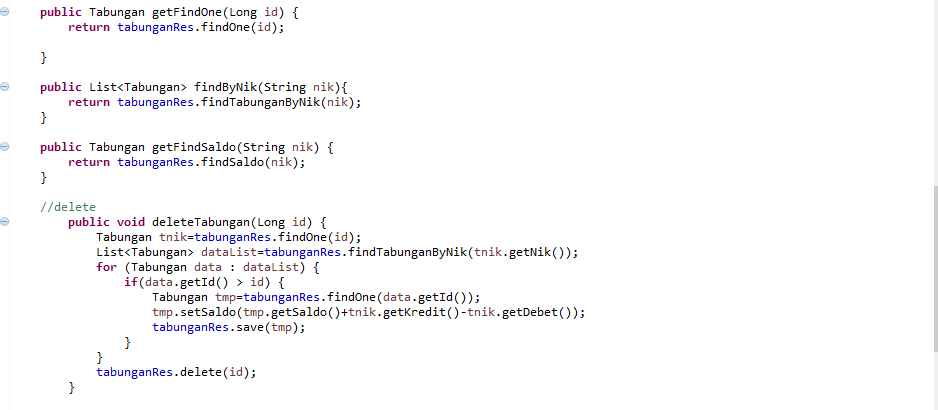 public Tabungan getFindOne(Long id) {
return tabunganRes.findOne(id);
}
public List<Tabungan> findByNik(String nik){
return tabunganRes.findTabunganByNik(nik);
}
public Tabungan getFindSaldo(String nik) {
return tabunganRes.findSaldo(nik);
}
//delete
public void deleteTabungan(Long id) {
Tabungan tnik=tabunganRes.findOne(id);
List<Tabungan> dataList=tabunganRes.findTabunganByNik(tnik.getNik());
for (Tabungan data : dataList) {
if(data.getId() > id) {
Tabungan tmp=tabunganRes.findOne(data.getId());
tmp.setSaldo(tmp.getSaldo()+tnik.getKredit()-tnik.getDebet());
tabunganRes.save(tmp);
}
}
tabunganRes.delete(id);
}